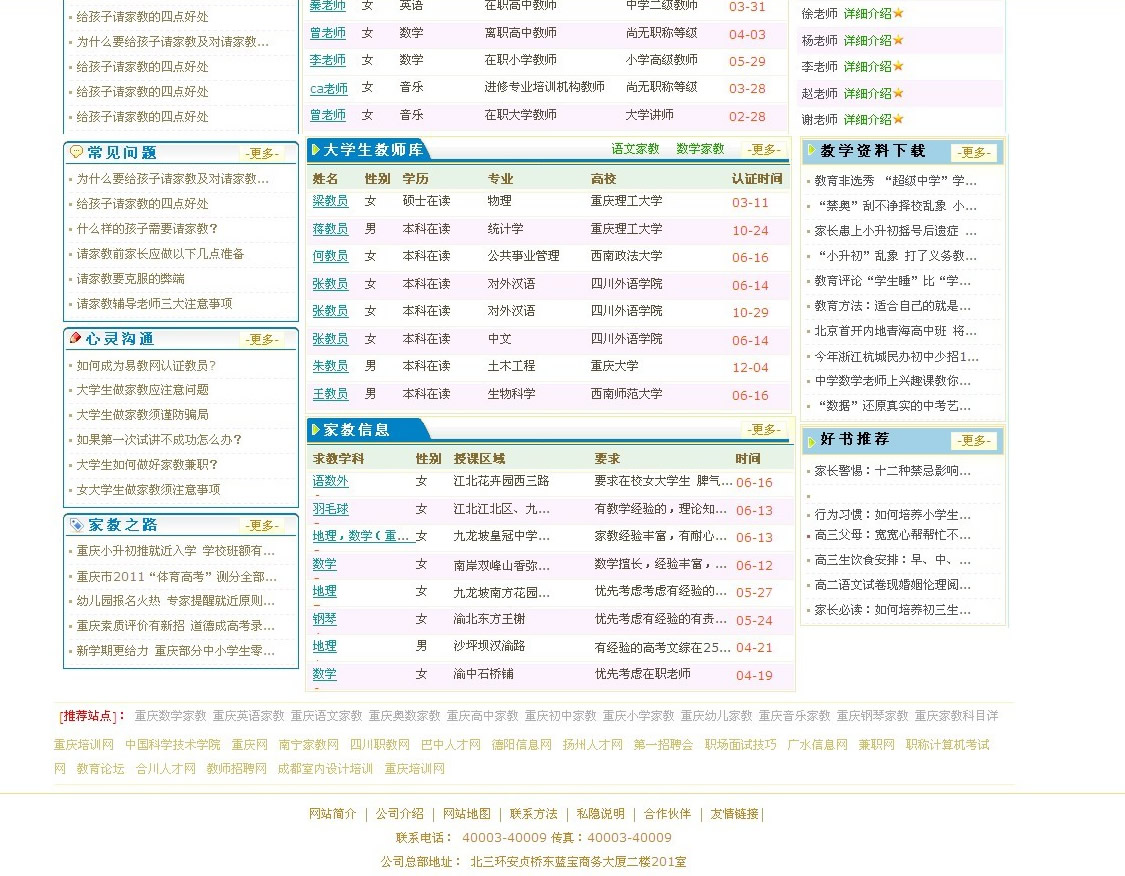 给孩子请家教的四点好处
为什么要给孩子请家教及对请家教...
给孩子请家教的四点好处
给孩子请家教的四点好处
给孩子请家教的四点好处
常见问题 -更多-
为什么要给孩子请家教及对请家教...
给孩子请家教的四点好处
什么样的孩子需要请家教?
请家教前家长应做以下几点准备
请家教要克服的弊端
请家教辅导老师三大注意事项
心灵沟通 -更多-
如何成为易教网认证教员?
大学生做家教应注意问题
大学生做家教须谨防骗局
如果第一次试讲不成功怎么办?
大学生如何做好家教兼职?
女大学生做家教须注意事项
家教之路 -更多-
重庆小升初推就近入学 学校班额有...
重庆市2011“体育高考”测分全部...
幼儿园报名火热 专家提醒就近原则...
重庆素质评价有新招 道德成高考录...
新学期更给力 重庆部分中小学生零...
秦老师 女 英语 在职高中教师 中学二级教师 03-31
曾老师 女 数学 离职高中教师 尚无职称等级 04-03
李老师 女 数学 在职小学教师 小学高级教师 05-29
ca老师 女 音乐 进修专业培训机构教师 尚无职称等级 03-28
曾老师 女 音乐 在职大学教师 大学讲师 02-28
大学生教师库 语文家教 数学家教 -更多-
姓名 性别 学历 专业 高校 认证时间
梁教员 女 硕士在读 物理 重庆理工大学 03-11
蒋教员 男 本科在读 统计学 重庆理工大学 10-24
何教员 女 本科在读 公共事业管理 西南政法大学 06-16
张教员 女 本科在读 对外汉语 四川外语学院 06-14
张教员 女 本科在读 对外汉语 四川外语学院 10-29
张教员 女 本科在读 中文 四川外语学院 06-14
朱教员 男 本科在读 土木工程 重庆大学 12-04
王教员 男 本科在读 生物科学 西南师范大学 06-16
家教信息 -更多-
求教学科 性别 授课区域 要求 时间
语数外 女 江北花卉园西三路 要求在校女大学生 脾气... 06-16
羽毛球 女 江北江北区、九... 有教学经验的，理论知... 06-13
地理，数学（重... 女 九龙坡皇冠中学... 家教经验丰富，有耐心... 06-13
数学 女 南岸双峰山香弥... 数学擅长，经验丰富，... 06-12
地理 女 九龙坡南方花园... 优先考虑考虑有经验的... 05-27
钢琴 女 渝北东方王榭 优先考虑有经验的有责... 05-24
地理 男 沙坪坝汉渝路 有经验的高考文综在25... 04-21
数学 女 渝中石桥铺 优先考虑在职老师 04-19
徐老师 详细介绍
杨老师 详细介绍
李老师 详细介绍
赵老师 详细介绍
谢老师 详细介绍
教学资料下载 -更多-
教育非选秀 “超级中学”学...
“禁奥”刮不净择校乱象 小...
家长患上小升初摇号后遗症 ...
“小升初”乱象 打了义务教...
教育评论“学生睡”比“学...
教育方法：适合自己的就是...
北京首开内地青海高中班 将...
今年浙江杭城民办初中少招1...
中学数学老师上兴趣课教你...
“数据”还原真实的中考艺...
好书推荐 -更多-
家长警惕：十二种禁忌影响...
行为习惯：如何培养小学生...
高三父母：宽宽心帮帮忙不...
高三生饮食安排：早、中、...
高二语文试卷现婚姻伦理阅...
家长必读：如何培养初三生...
[推荐站点]： 重庆数学家教 重庆英语家教 重庆语文家教 重庆奥数家教 重庆高中家教 重庆初中家教 重庆小学家教 重庆幼儿家教 重庆音乐家教 重庆钢琴家教 重庆家教科目详
重庆培训网 中国科学技术学院 重庆网 南宁家教网 四川职教网 巴中人才网 德阳信息网 扬州人才网 第一招聘会 职场面试技巧 广水信息网 兼职网 职称计算机考试
网 教育论坛 合川人才网 教师招聘网 成都室内设计培训 重庆培训网
网站简介 | 公司介绍 | 网站地图 | 联系方法 | 私隐说明 | 合作伙伴 | 友情链接|
联系电话： 40003-40009 传真：40003-40009
公司总部地址： 北三环安贞桥东蓝宝商务大厦二楼201室